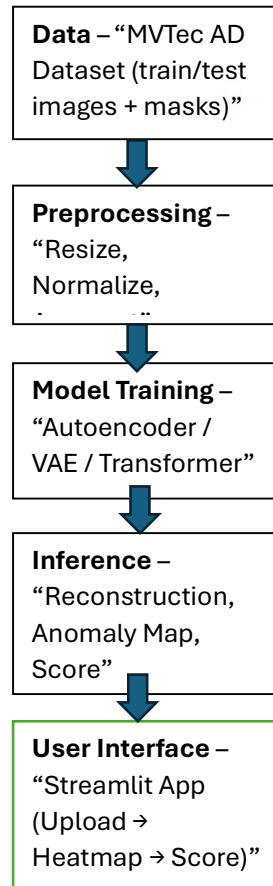 Data – “MVTec AD
Dataset (train/test
images + masks)”
Preprocessing –
“Resize,
Normalize,
Model Training –
“Autoencoder /
VAE / Transformer”
Inference –
“Reconstruction,
Anomaly Map,
Score”
User Interface –
“Streamlit App
(Upload →
Heatmap → Score)”